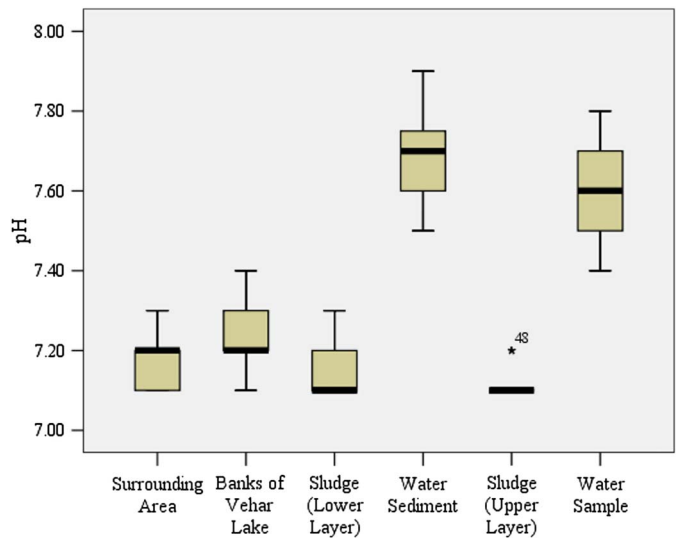 8.00
7.80
7.60
7.40
7.20
7.00
pH
48
Surrounding
Area
Banks of
Vehar
Lake
Sludge
(Lower
Layer)
Water
Sediment
Sludge
(Upper
Layer)
Water
Sample